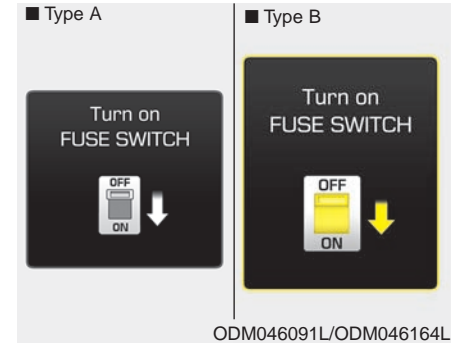 ■ Type A
Turn on
FUSE SWITCH
OFF
ON
■ Type B
Turn on
FUSE SWITCH
OFF
ON
ODM046091L/ODM046164L